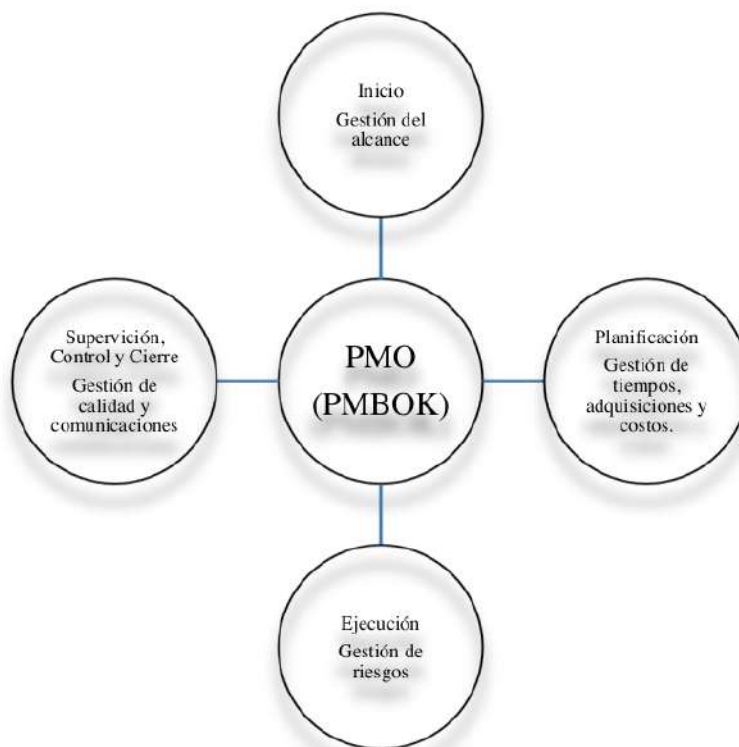 Inicio
Gestión del
alcance
Supervición,
Control y Cierre
Gestión de
calidad y
comunicaciones
PMO
(PMBOK)
Planificación
Gestión de
tiempos,
adquisiciones y
costos.
Ejecución
Gestión de
riesgos